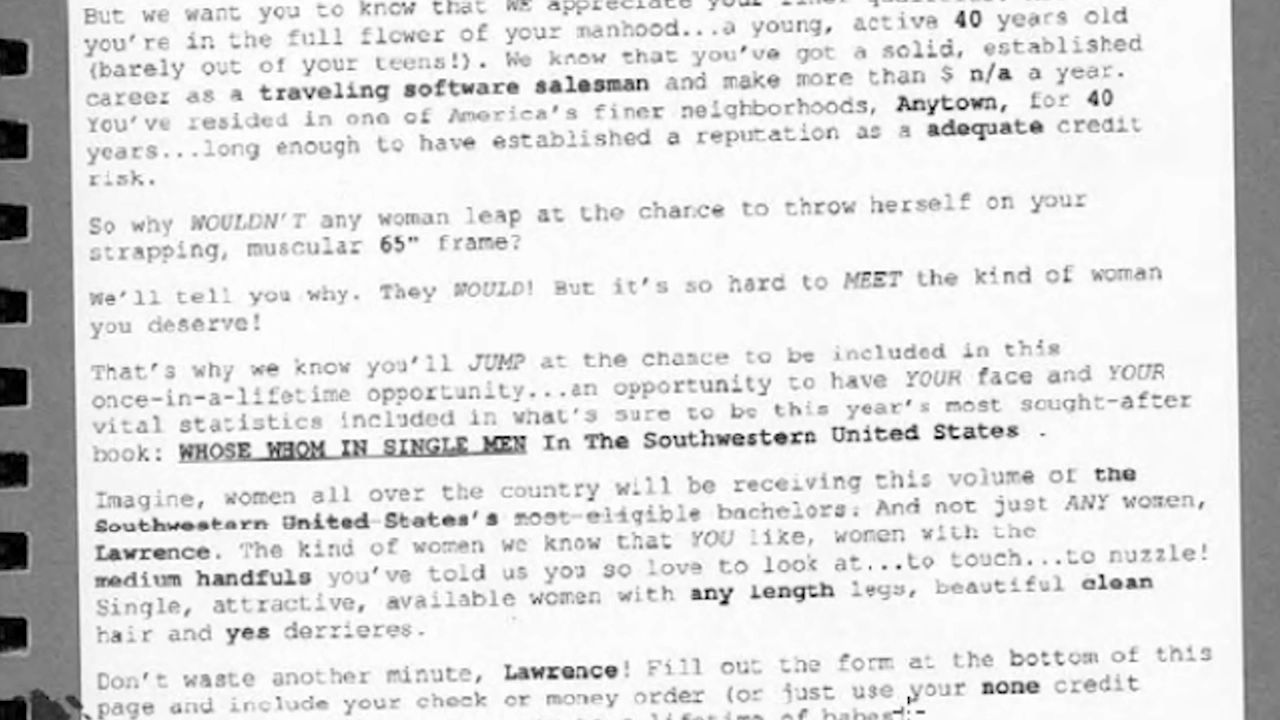 But we want you to know that WE appreciate your finer
you're in the full flower of your manhood...a young, active 40 years old
(barely out of your teens!). We know that you've got a solid, established
career as a traveling software salesman and make more than $ n/a a year.
You've resided in one of America's finer neighborhoods, Anytown, for 40
years...long enough to have established a reputation as a adequate credit
risk.
So why WOULDN'T any woman leap at the chance to throw herself on your
strapping, muscular 65" frame?
We'll tell you why. They WOULD! But it's so hard to MEET the kind of woman
you deserve!
That's why we know you'll JUMP at the chance to be included in this
once-in-a-lifetime opportunity...an opportunity to have YOUR face and YOUR
vital statistics included in what's sure to be this year's most sought-after
book: WHOSE WHOM IN SINGLE MEN In The Southwestern United States .
Imagine, women all over the country will be receiving this volume of the
Southwestern United States's most eligible bachelors. And not just ANY women,
Lawrence. The kind of women we know that YOU like, women with the
medium handfuls you've told us you so love to look at...to touch...to nuzzle!
Single, attractive, available women with any length legs, beautiful clean
hair and yes derrieres.
Don't waste another minute, Lawrence! Fill out the form at the bottom of this
page and include your check or money order (or just use your none credit
lifetime of babes